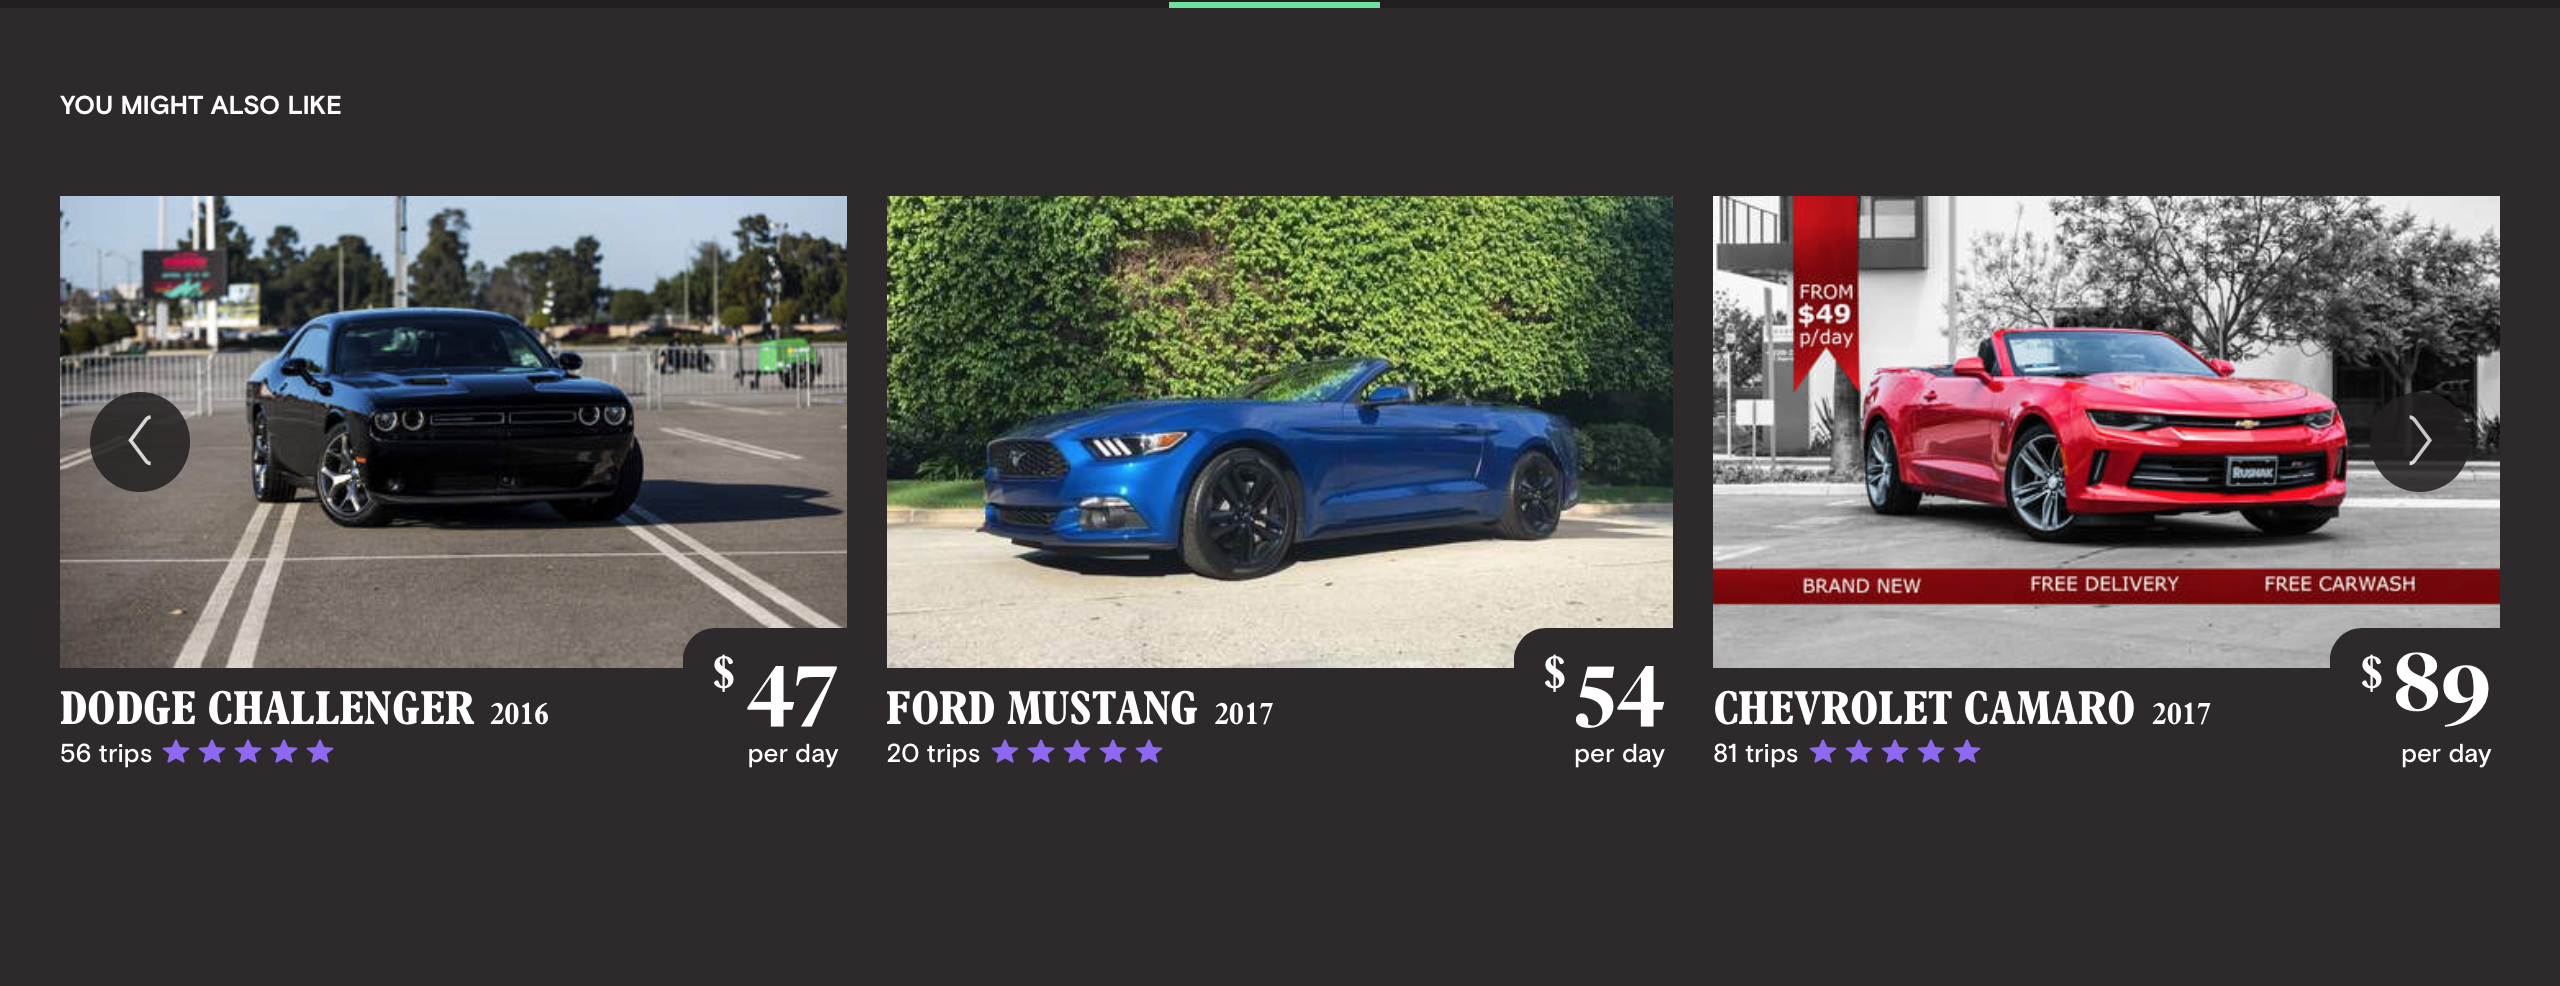 YOU MIGHT ALSO LIKE
FROM
$49
p/day
RUSNAK
BRAND NEW FREE DELIVERY FREE CARWASH
DODGE CHALLENGER 2016
56 trips
$47
per day
FORD MUSTANG 2017
20 trips
$54
per day
CHEVROLET CAMARO 2017
81 trips
$89
per day